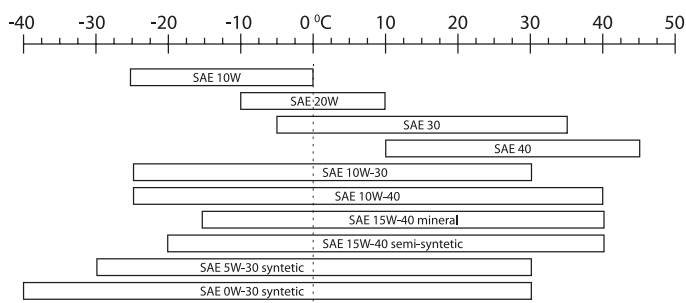 -40 -30 -20 -10 0 ⁰C 10 20 30 40 50
SAE 10W
SAE 20W
SAE 30
SAE 40
SAE 10W-30
SAE 10W-40
SAE 15W-40 mineral
SAE 15W-40 semi-syntetic
SAE 5W-30 syntetic
SAE 0W-30 syntetic